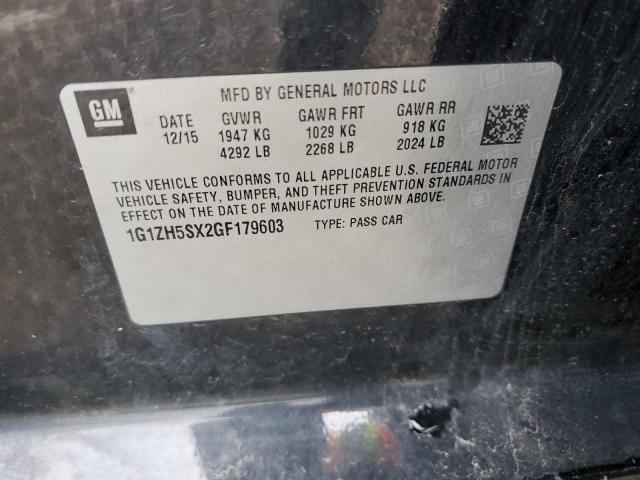 GM
MFD BY GENERAL MOTORS LLC
DATE GVWR GAWR FRT GAWR RR
12/15 1947 KG 1029 KG 918 KG
4292 LB 2268 LB 2024 LB
THIS VEHICLE CONFORMS TO ALL APPLICABLE U.S. FEDERAL MOTOR
VEHICLE SAFETY, BUMPER, AND THEFT PREVENTION STANDARDS IN
EFFECT ON THE DATE OF MANUFACTURE SHOWN ABOVE.
1G1ZH5SX2GF179603 TYPE: PASS CAR